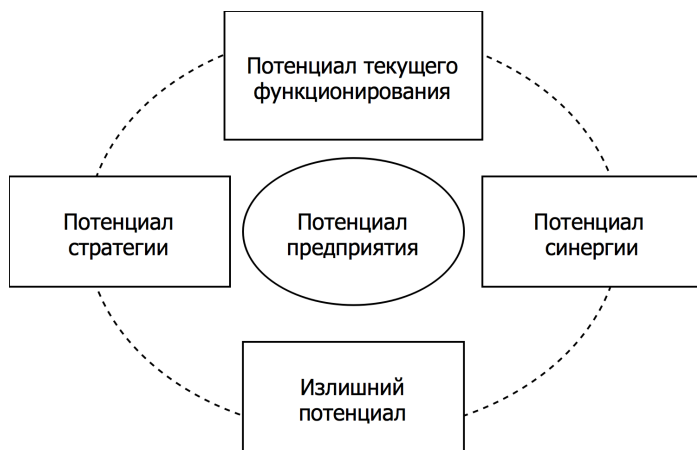 Потенциал текущего
функционирования
Потенциал
стратегии
Потенциал
предприятия
Потенциал
синергии
Излишний
потенциал